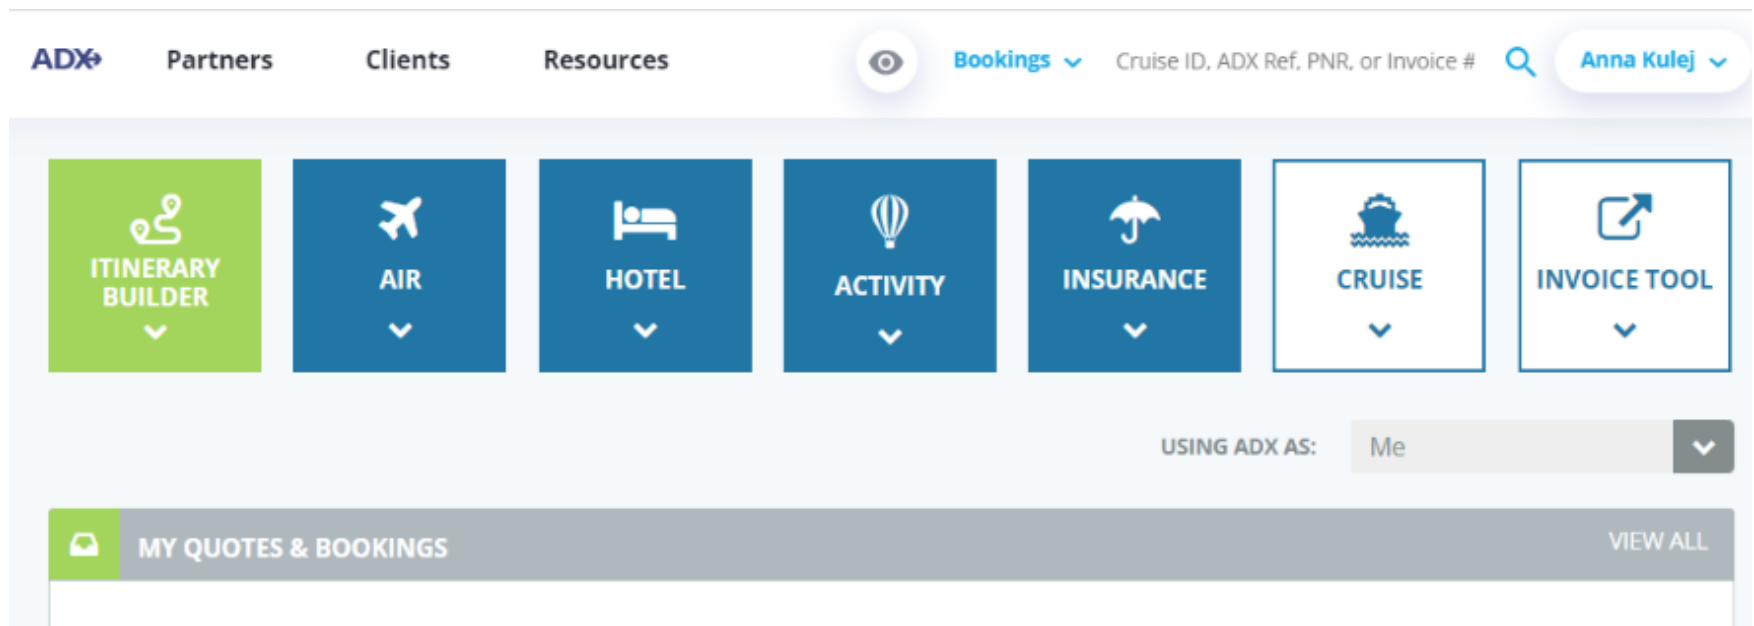 ADX
Partners
Clients
Resources
Bookings
Cruise ID, ADX Ref, PNR, or Invoice #
Anna Kulej
ITINERARY
BUILDER
AIR
HOTEL
ACTIVITY
INSURANCE
CRUISE
INVOICE TOOL
USING ADX AS:
Me
MY QUOTES & BOOKINGS
VIEW ALL